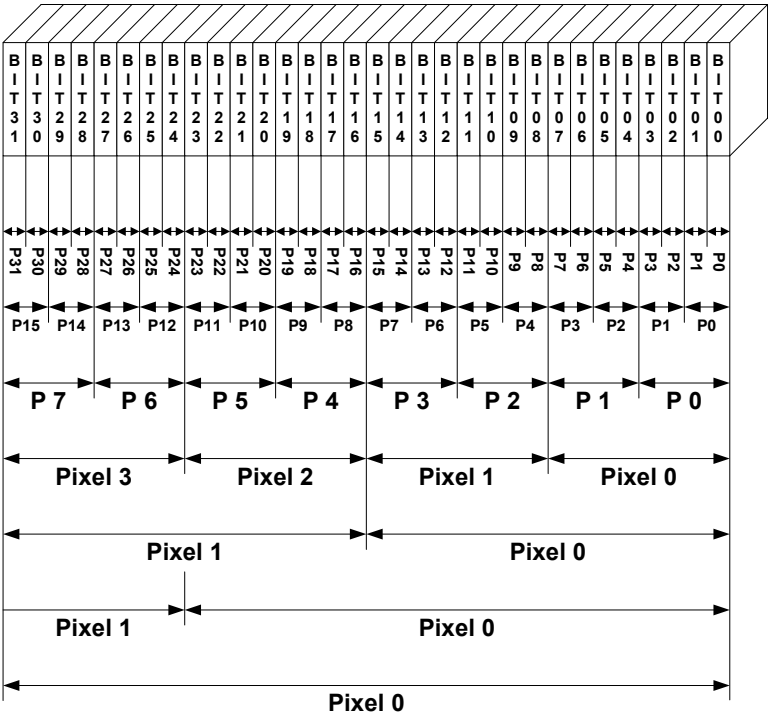 BIT31 BIT30 BIT29 BIT28 BIT27 BIT26 BIT25 BIT24 BIT23 BIT22 BIT21 BIT20 BIT19 BIT18 BIT17 BIT16 BIT15 BIT14 BIT13 BIT12 BIT11 BIT10 BIT09 BIT08 BIT07 BIT06 BIT05 BIT04 BIT03 BIT02 BIT01 BIT00
P31 P30 P29 P28 P27 P26 P25 P24 P23 P22 P21 P20 P19 P18 P17 P16 P15 P14 P13 P12 P11 P10 P9 P8 P7 P6 P5 P4 P3 P2 P1 P0
P15 P14 P13 P12 P11 P10 P9 P8 P7 P6 P5 P4 P3 P2 P1 P0
P 7 P 6 P 5 P 4 P 3 P 2 P 1 P 0
Pixel 3 Pixel 2 Pixel 1 Pixel 0
Pixel 1 Pixel 0
Pixel 1 Pixel 0
Pixel 0